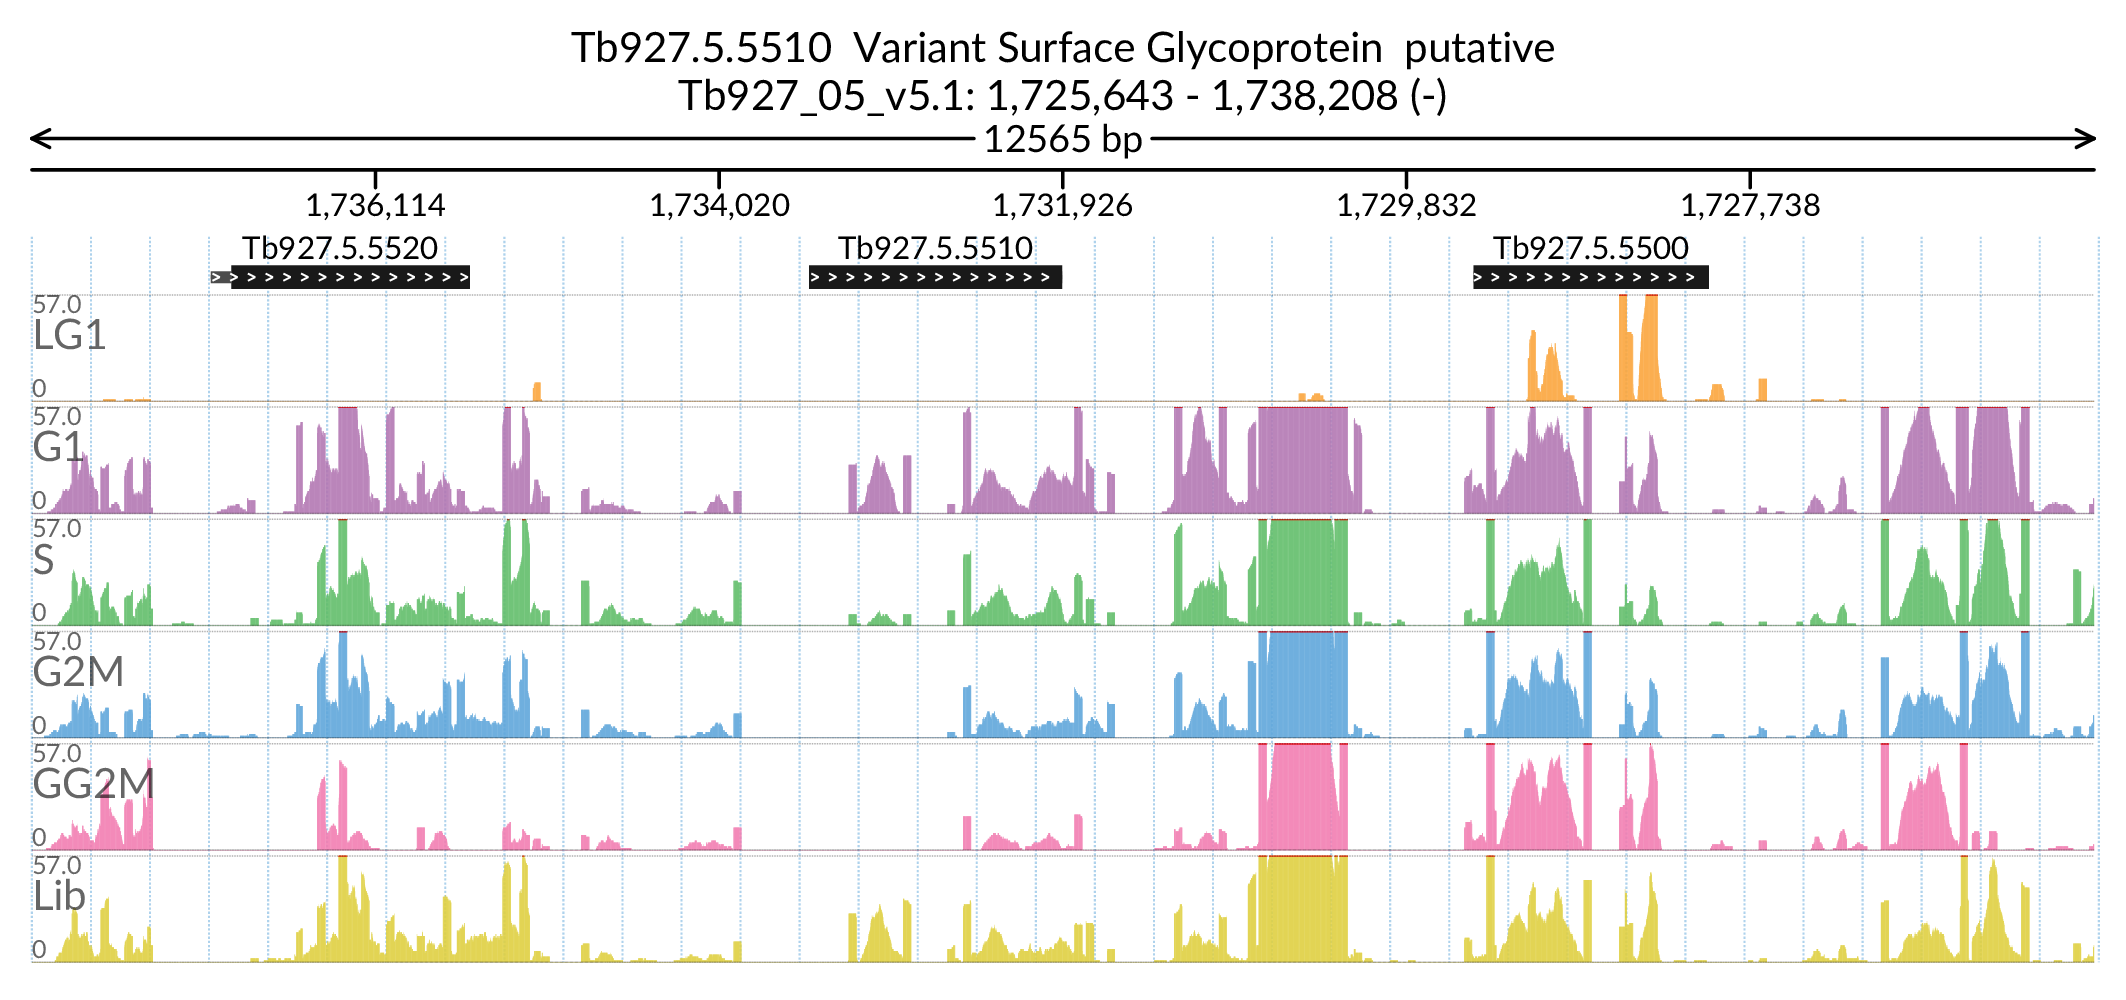 Tb927.5.5510 Variant Surface Glycoprotein putative
Tb927_05_v5.1: 1,725,643 - 1,738,208 (-)
12565 bp
1,736,114 1,734,020 1,731,926 1,729,832 1,727,738
Tb927.5.5520 Tb927.5.5510 Tb927.5.5500
57.0
LG1
0
57.0
G1
0
57.0
S
0
57.0
G2M
0
57.0
GG2M
0
57.0
Lib
0